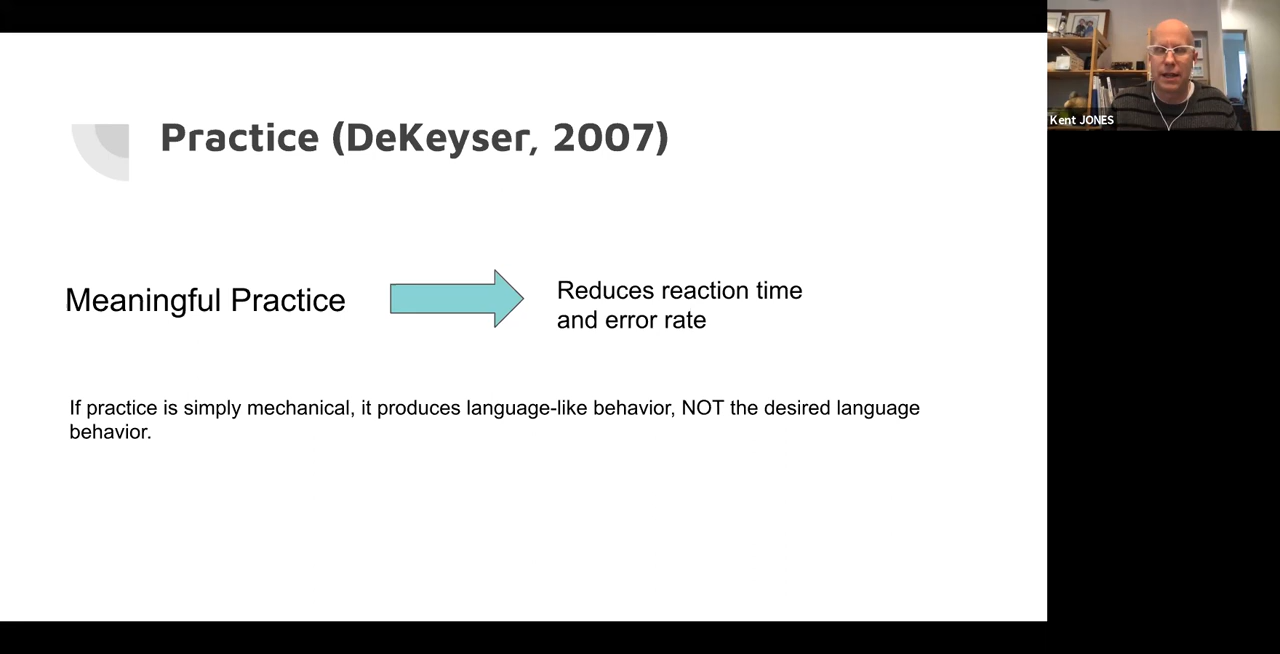 Practice (DeKeyser, 2007)
Meaningful Practice
Reduces reaction time
and error rate
If practice is simply mechanical, it produces language-like behavior, NOT the desired language
behavior.
Kent JONES